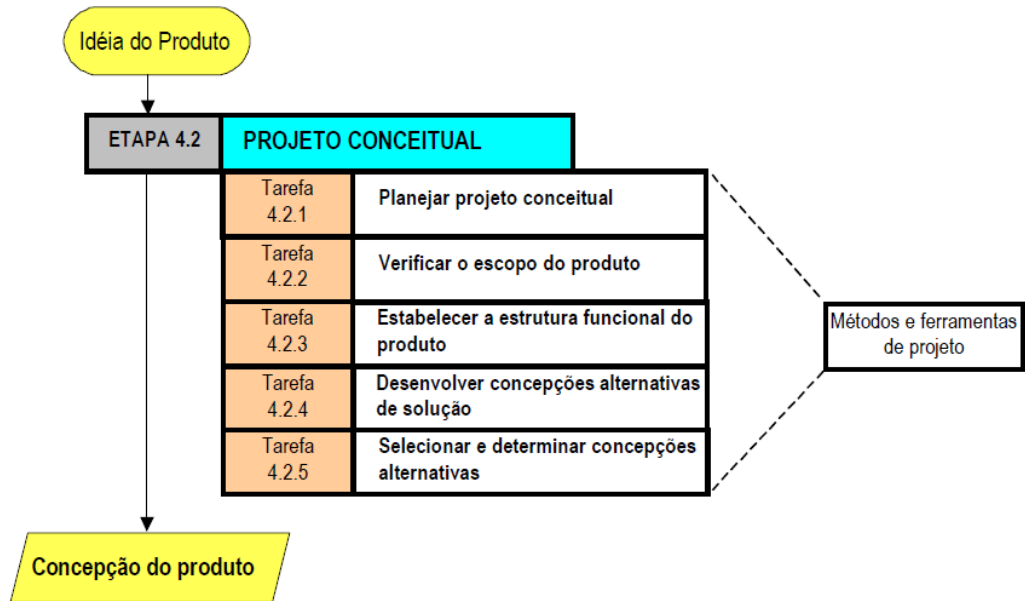 Idéia do Produto
ETAPA 4.2
PROJETO CONCEITUAL
Tarefa
4.2.1
Planejar projeto conceitual
Tarefa
4.2.2
Verificar o escopo do produto
Tarefa
4.2.3
Estabelecer a estrutura funcional do
produto
Tarefa
4.2.4
Desenvolver concepções alternativas
de solução
Tarefa
4.2.5
Selecionar e determinar concepções
alternativas
Métodos e ferramentas
de projeto
Concepção do produto